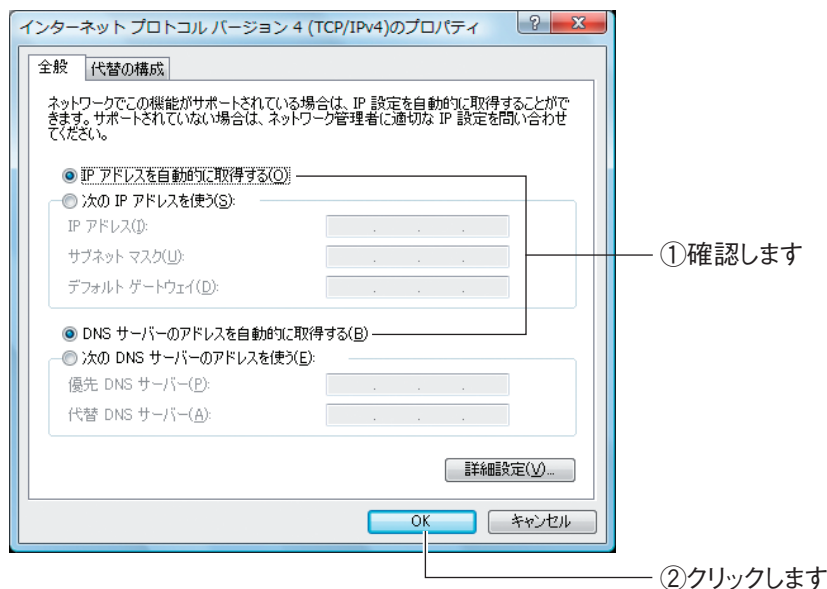 インターネット プロトコル バージョン 4 (TCP/IPv4)のプロパティ
全般
代替の構成
ネットワークでこの機能がサポートされている場合は、IP 設定を自動的に取得することがで
きます。サポートされていない場合は、ネットワーク管理者に適切な IP 設定を問い合わせ
てください。
IP アドレスを自動的に取得する(O)
次の IP アドレスを使う(S):
IP アドレス(I):
サブネット マスク(U):
デフォルト ゲートウェイ(D):
①確認します
DNS サーバーのアドレスを自動的に取得する(B)
次の DNS サーバーのアドレスを使う(E):
優先 DNS サーバー(P):
代替 DNS サーバー(A):
詳細設定(V)...
OK
キャンセル
②クリックします